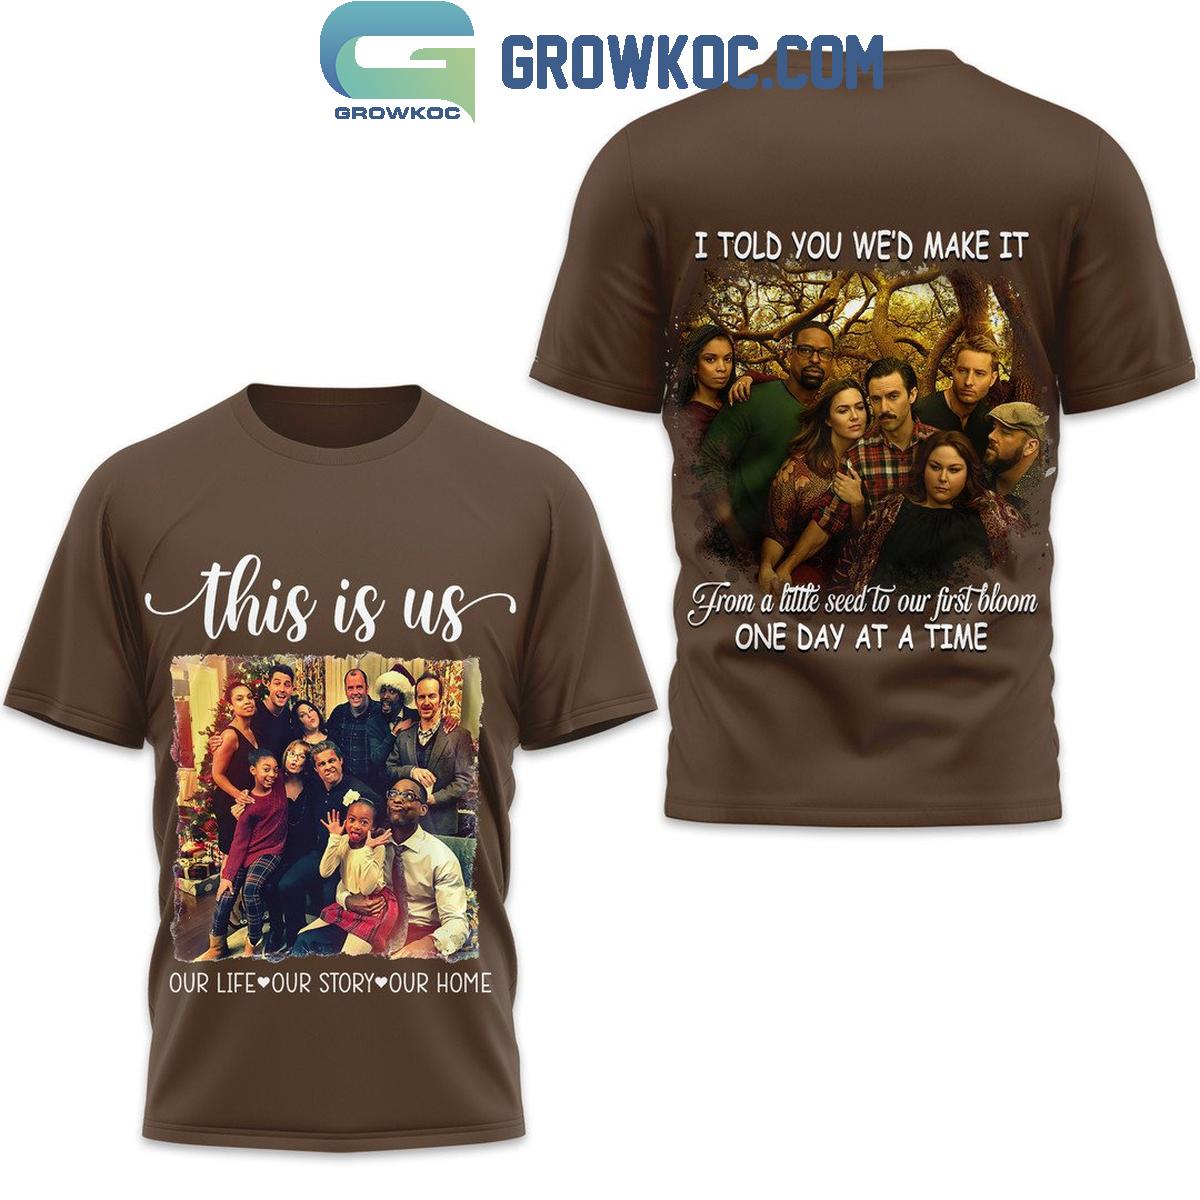 GROWKOC
GROWKOC.COM
I TOLD YOU WE'D MAKE IT
From a little seed to our first bloom
ONE DAY AT A TIME
this is us
OUR LIFE♥OUR STORY♥OUR HOME